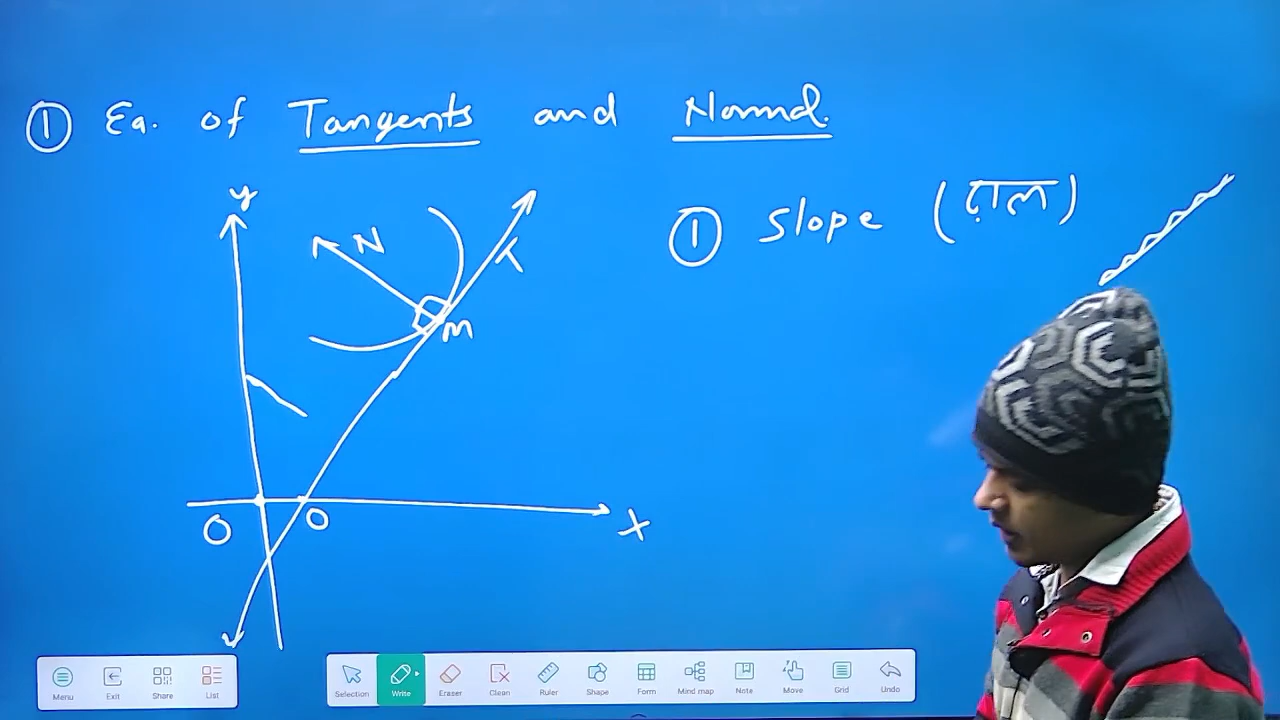 ① Eq. of Tangents and Normal.
① Slope (ढाल)
y
N
T
M
O O
X
Menu Exit Share List Selection Write Eraser Clean Ruler Shape Form Mind map Note Move Grid Undo